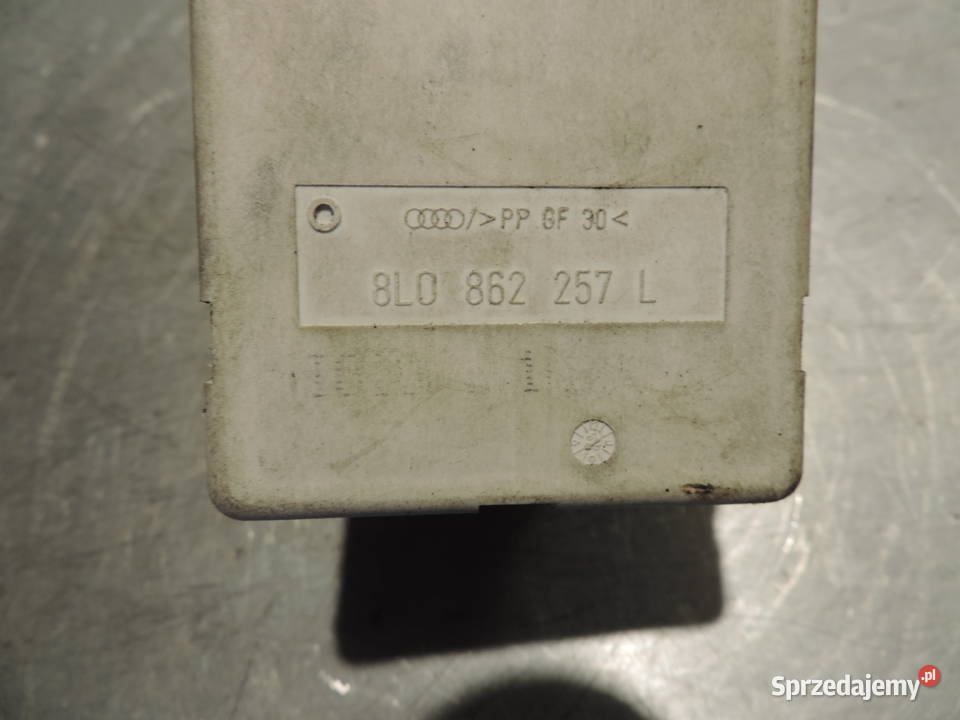 />PP GF 30<
8L0 862 257 L
Sprzedajemy.pl